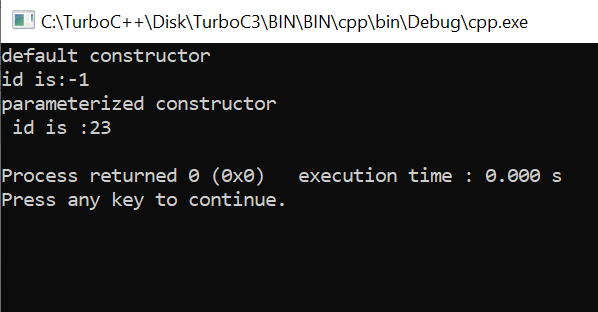 C:\TurboC++\Disk\TurboC3\BIN\BIN\cpp\bin\Debug\cpp.exe
default constructor
id is:-1
parameterized constructor
 id is :23
Process returned 0 (0x0)   execution time : 0.000 s
Press any key to continue.